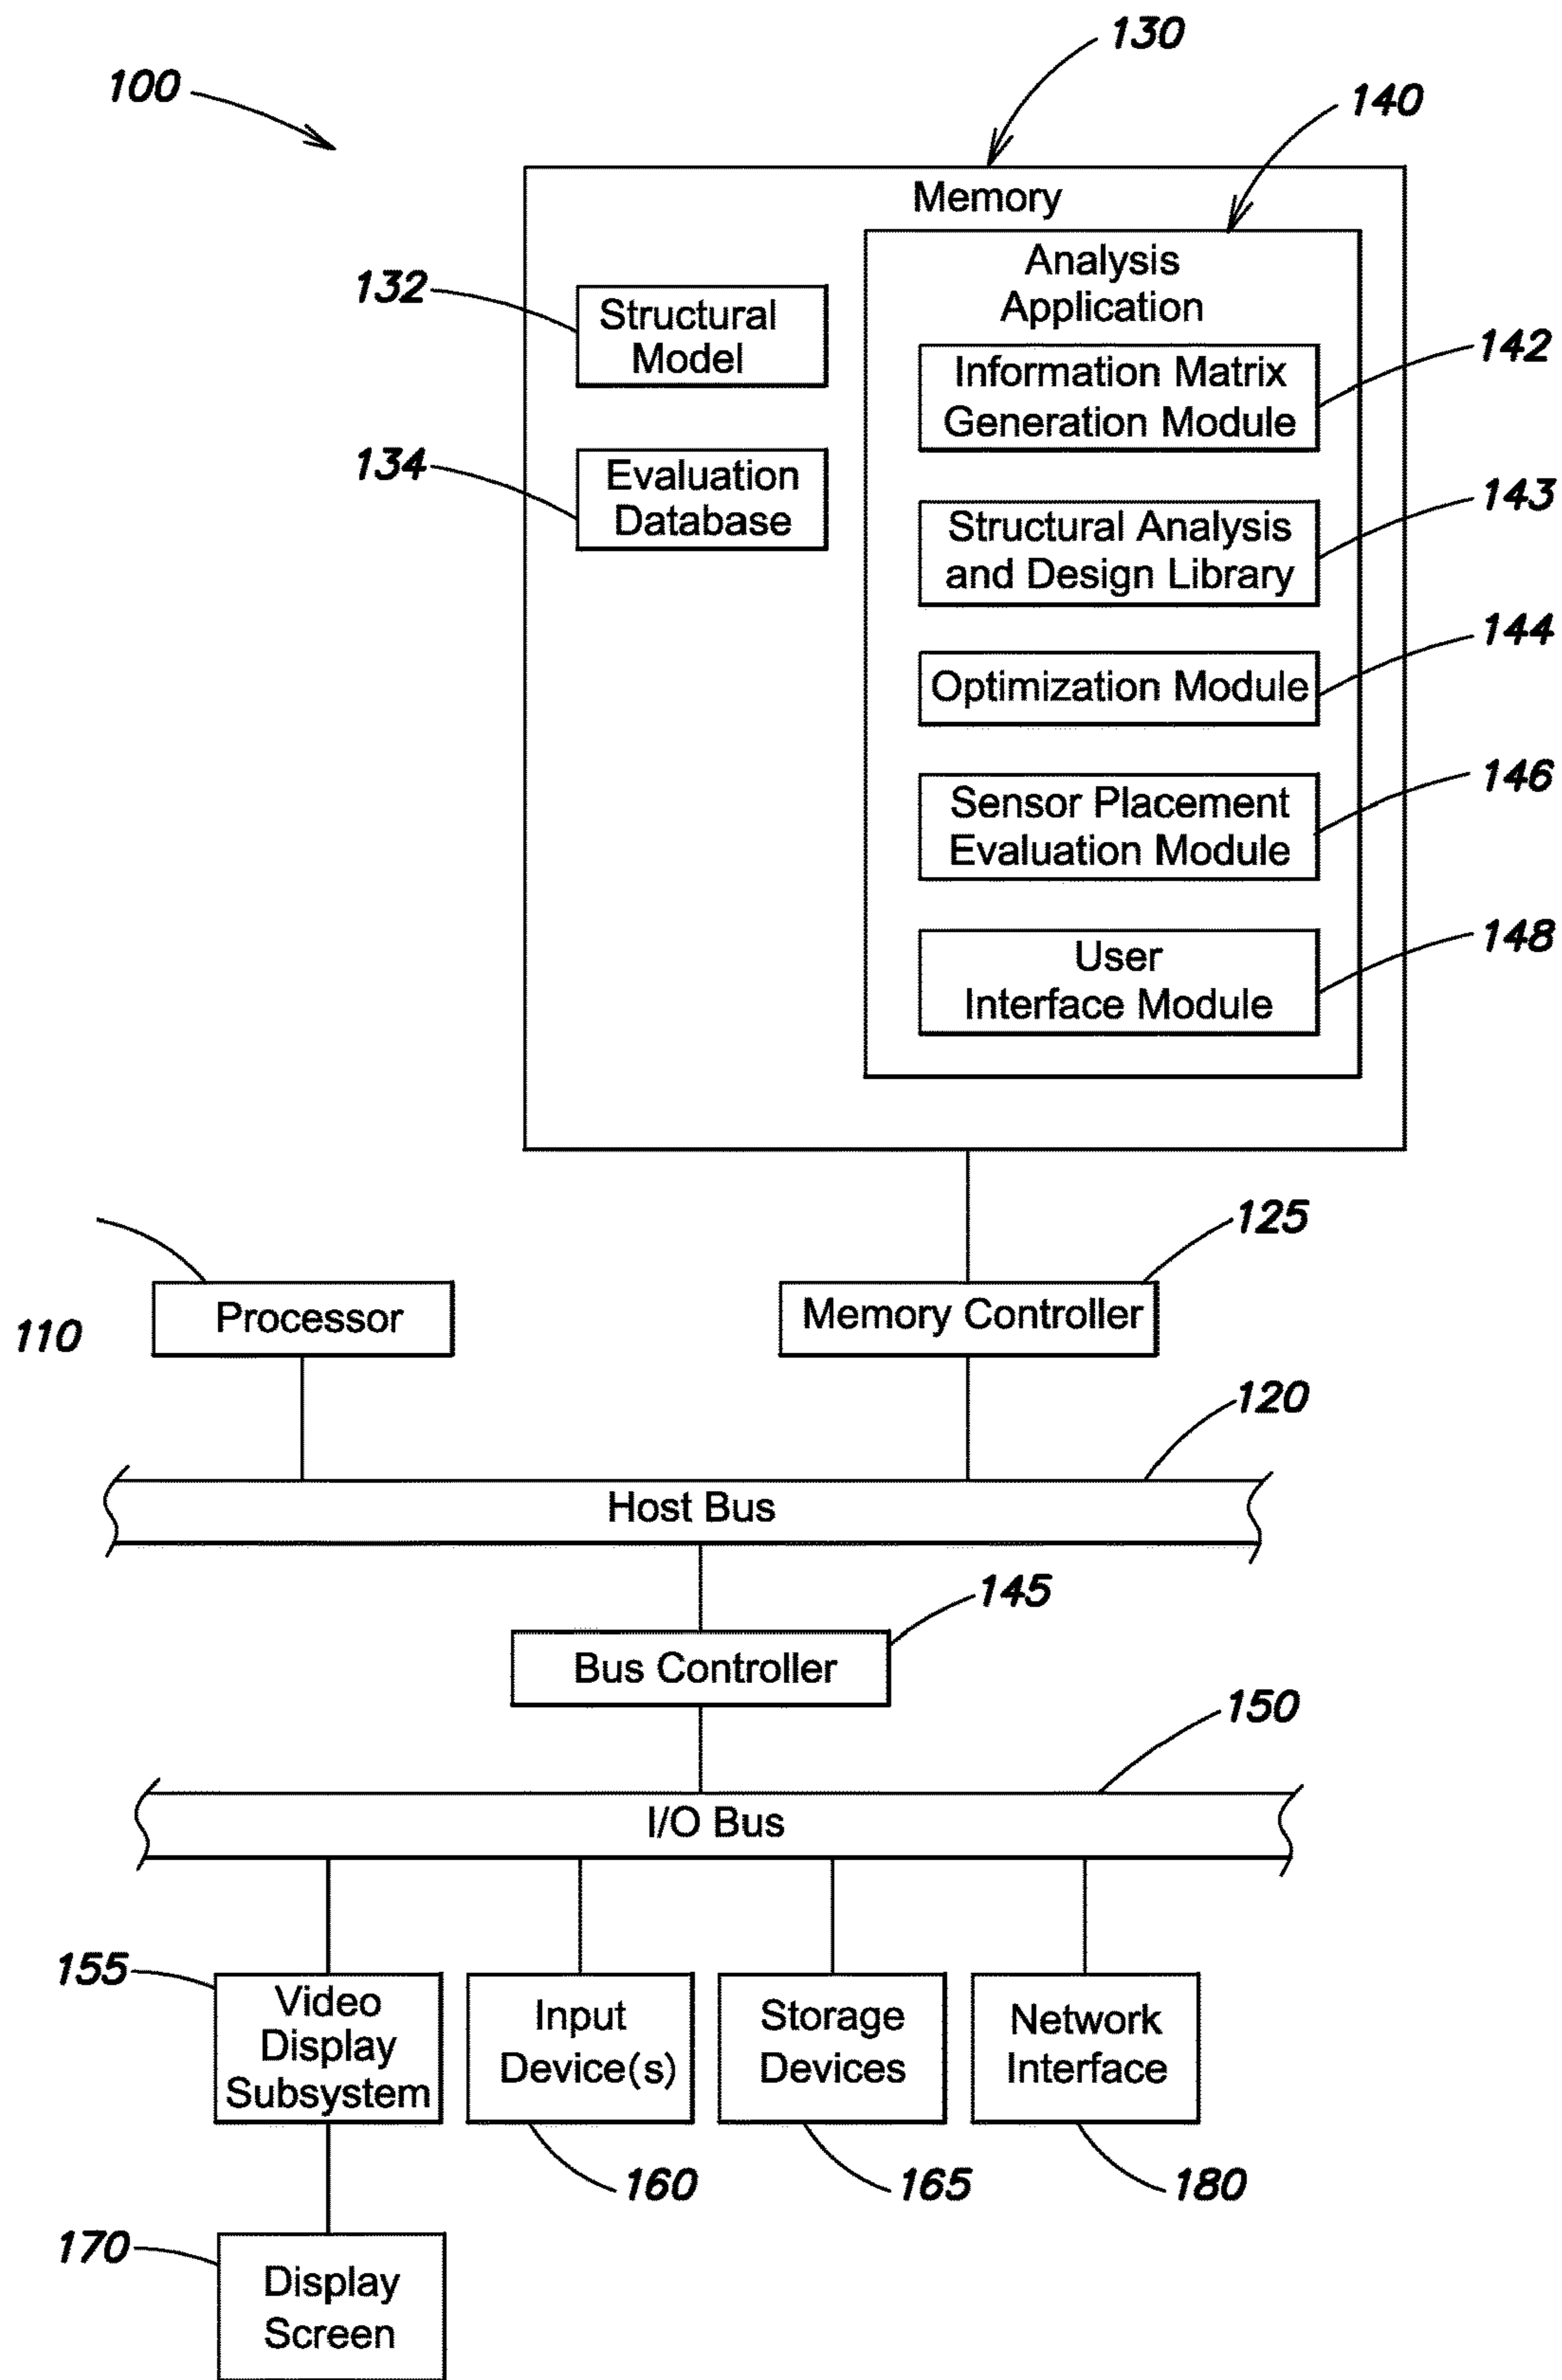 130
100
140
Memory
Analysis
Application
132
Structural
Model
Information Matrix
Generation Module
142
134
Evaluation
Database
Structural Analysis
and Design Library
143
Optimization Module
144
Sensor Placement
Evaluation Module
146
User
Interface Module
148
125
110
Processor
Memory Controller
120
Host Bus
145
Bus Controller
150
I/O Bus
155
Video
Display
Subsystem
Input
Device(s)
Storage
Devices
Network
Interface
160
165
180
170
Display
Screen